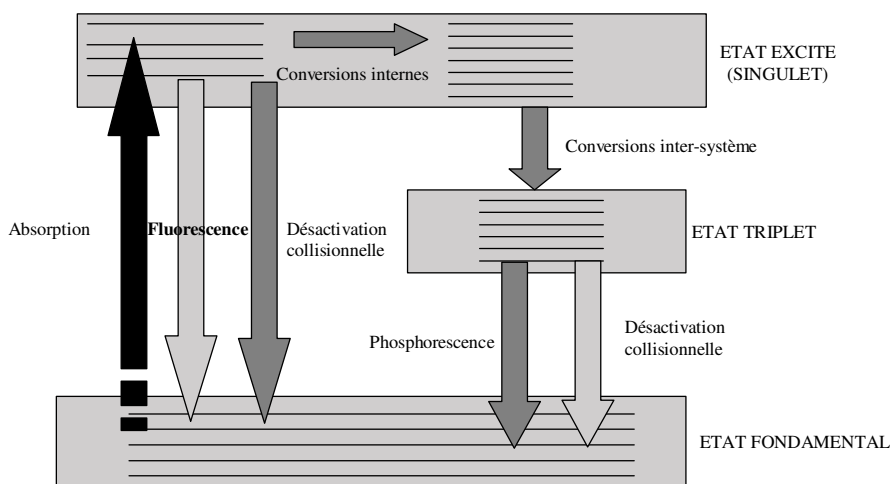 ETAT EXCITE
(SINGULET)
Conversions internes
Conversions inter-système
Absorption
Fluorescence
Désactivation
collisionnelle
ETAT TRIPLET
Phosphorescence
Désactivation
collisionnelle
ETAT FONDAMENTAL